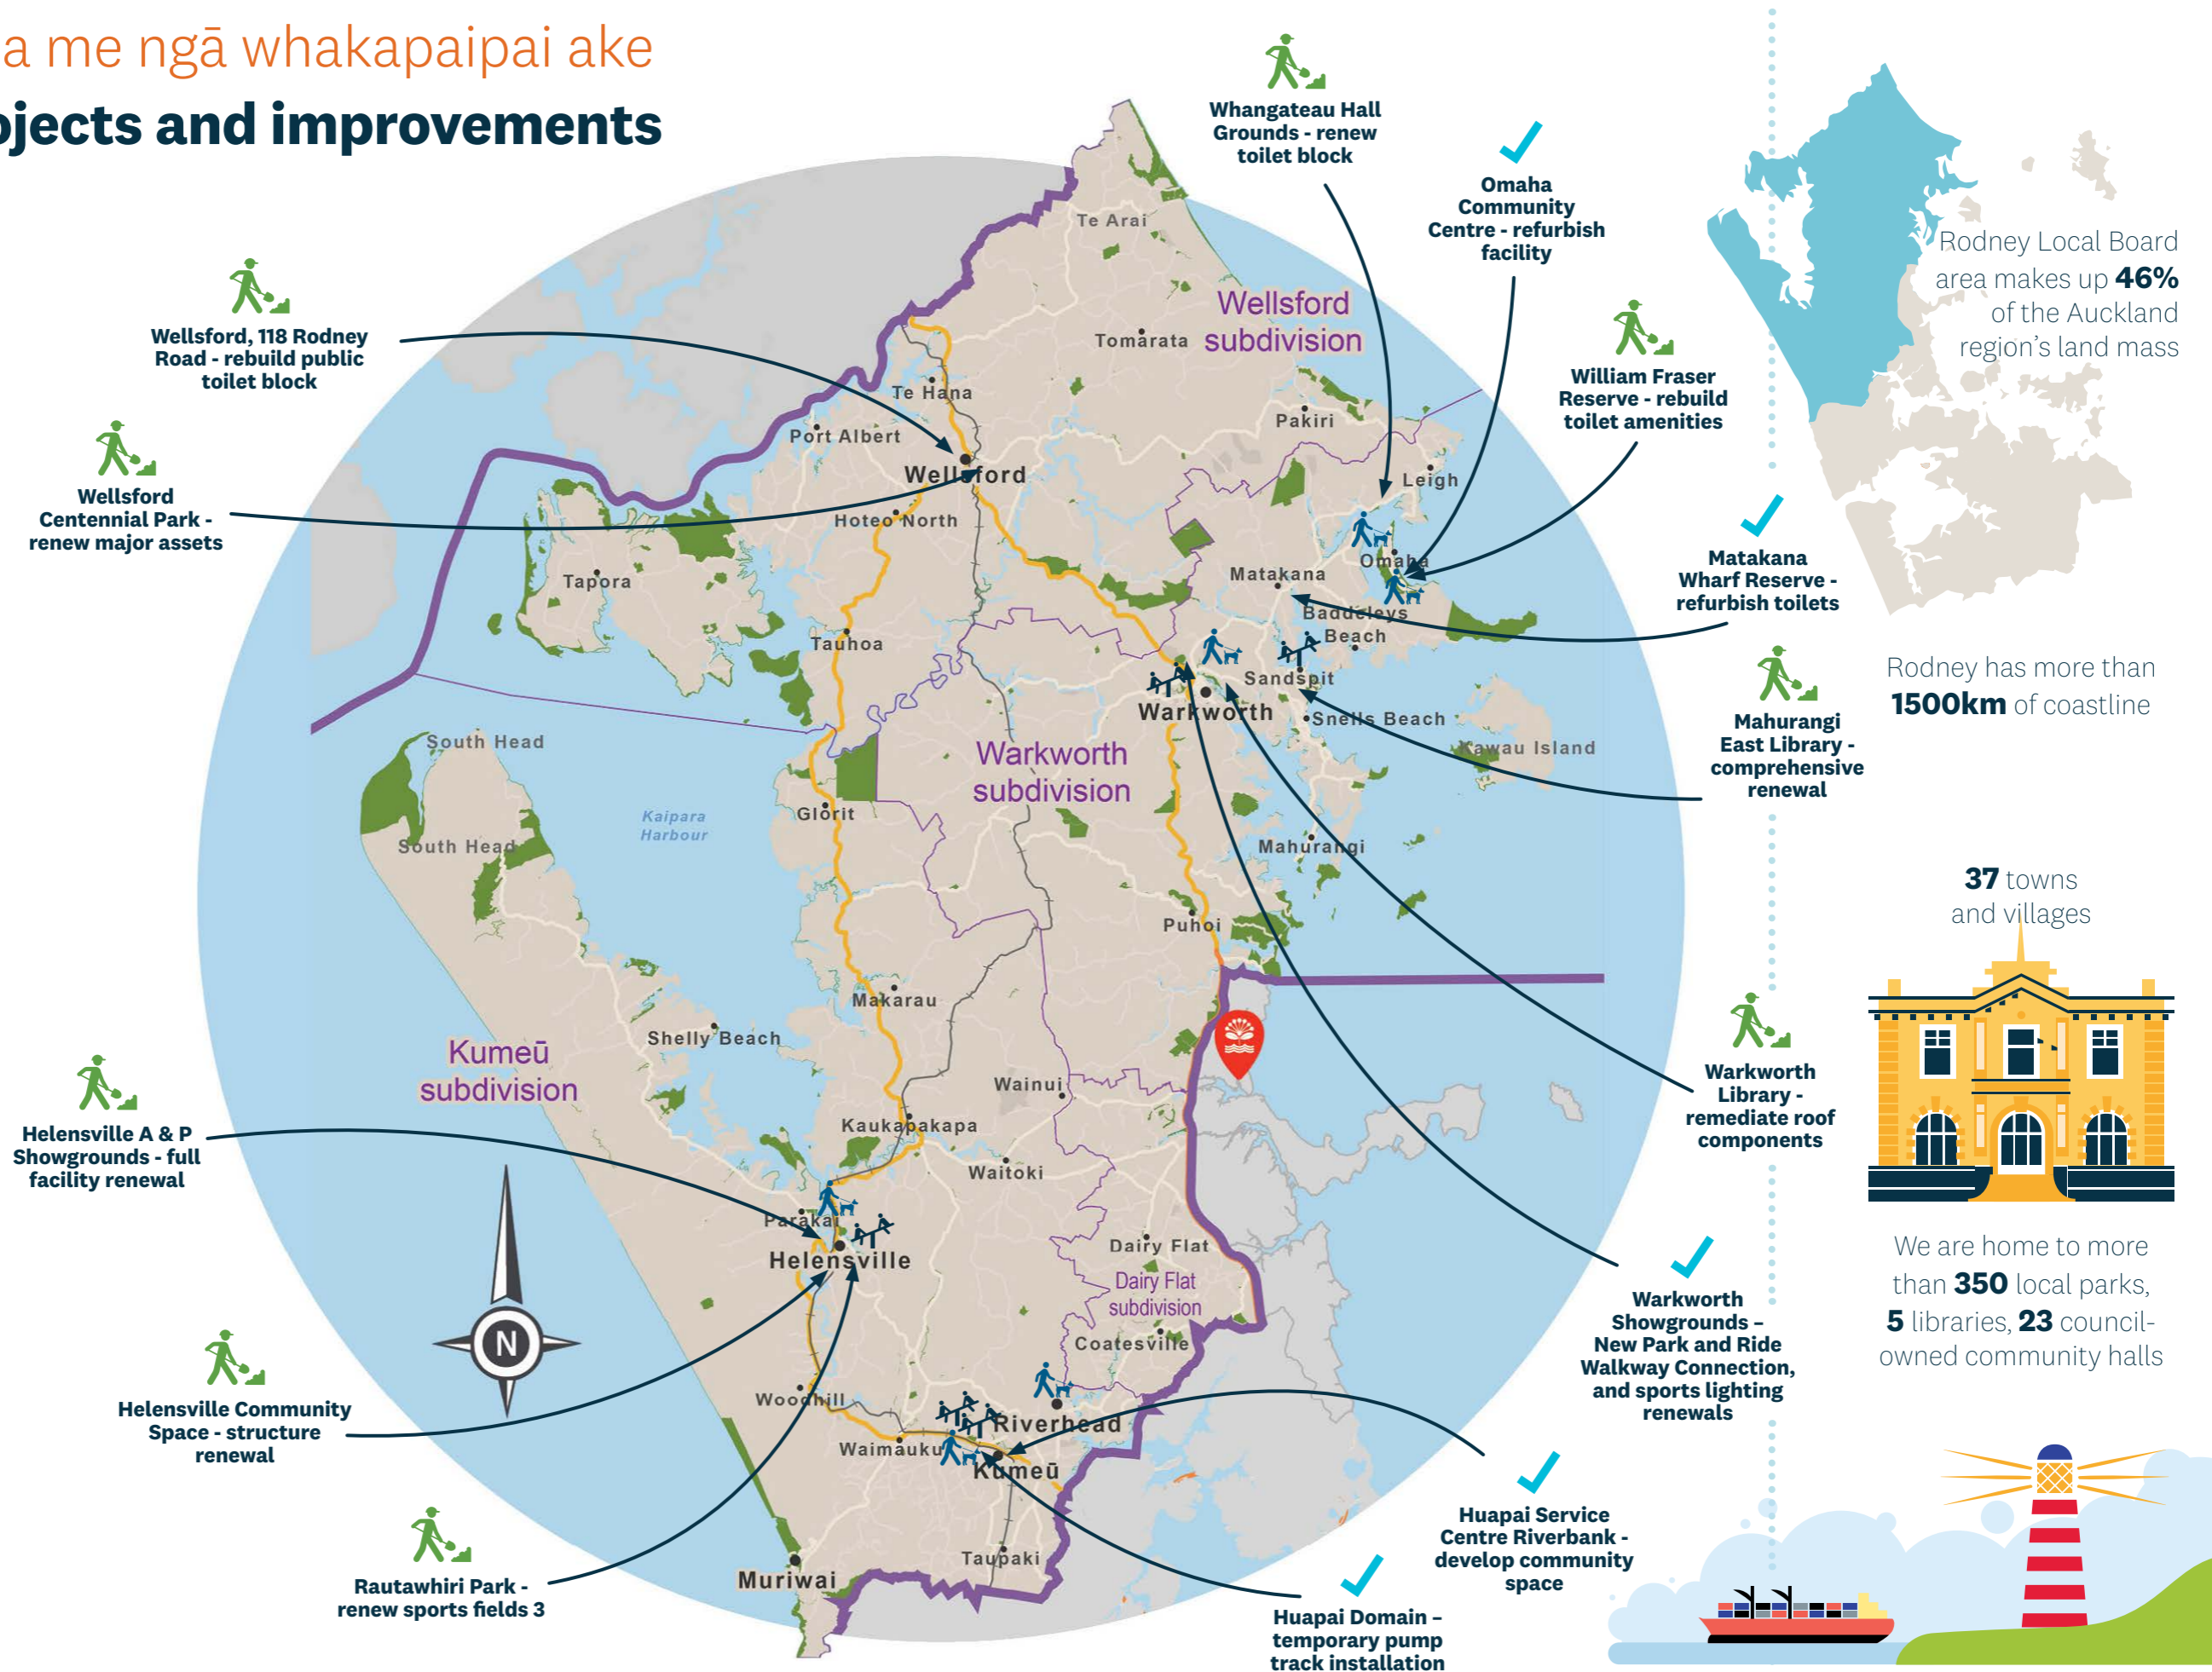 a me ngā whakapaipai ake
ojects and improvements
Whangateau Hall
Grounds - renew
toilet block
Omaha
Community
Centre - refurbish
facility
William Fraser
Reserve - rebuild
toilet amenities
Matakana
Wharf Reserve -
refurbish toilets
Mahurangi
East Library -
comprehensive
renewal
Warkworth
Library -
remediate roof
components
Warkworth
Showgrounds –
New Park and Ride
Walkway Connection,
and sports lighting
renewals
Huapai Service
Centre Riverbank -
develop community
space
Huapai Domain –
temporary pump
track installation
Wellsford, 118 Rodney
Road - rebuild public
toilet block
Wellsford
Centennial Park -
renew major assets
Helensville A & P
Showgrounds - full
facility renewal
Helensville Community
Space - structure
renewal
Rautawhiri Park -
renew sports fields 3
Te Arai
Wellsford
subdivision
Tomarata
Te Hana
Port Albert
Pakiri
Wellsford
Leigh
Hoteo North
Omaha
Matakana
Tapora
Baddeleys
Beach
Tauhoa
Sandspit
Warkworth
Snells Beach
South Head
Kawau Island
Warkworth
subdivision
Kaipara
Harbour
Glorit
South Head
Mahurangi
Puhoi
Makarau
Shelly Beach
Kumeū
subdivision
Wainui
Kaukapakapa
Waitoki
Parakai
Helensville
Dairy Flat
Dairy Flat
subdivision
Coatesville
N
Woodhill
Riverhead
Waimauku
Kumeū
Taupaki
Muriwai
Rodney Local Board
area makes up 46%
of the Auckland
region's land mass
Rodney has more than
1500km of coastline
37 towns
and villages
We are home to more
than 350 local parks,
5 libraries, 23 council-
owned community halls